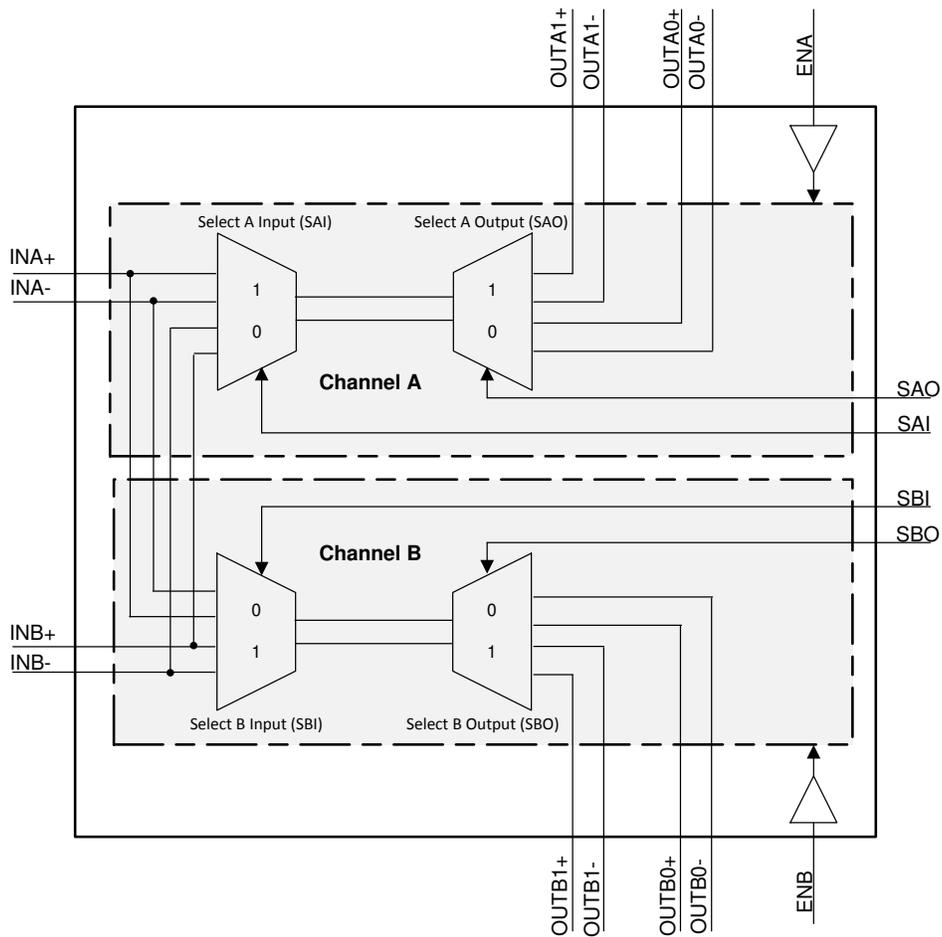 OUTA1+
OUTA1-
OUTA0+
OUTA0-
ENA
Select A Input (SAI)
Select A Output (SAO)
INA+
INA-
1
0
1
0
Channel A
SAO
SAI
SBI
SBO
Channel B
0
1
0
1
INB+
INB-
Select B Input (SBI)
Select B Output (SBO)
OUTB1+
OUTB1-
OUTB0+
OUTB0-
ENB